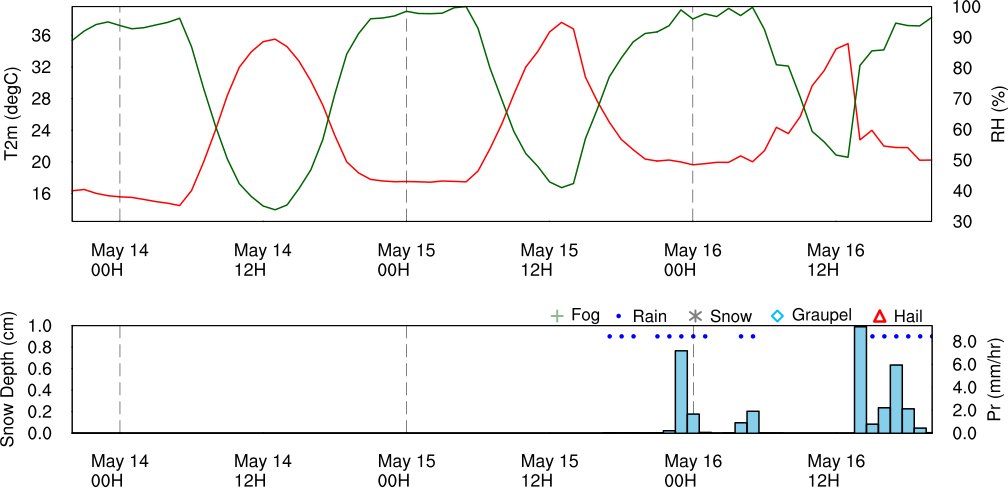 T2m (degC)
36
32
28
24
20
16
100
90
80
70
60
50
40
30
RH (%)
May 14 May 14 May 15 May 15 May 16 May 16
00H 12H 00H 12H 00H 12H
Fog Rain Snow Graupel Hail
Snow Depth (cm)
1.0
0.8
0.6
0.4
0.2
0.0
8.0
6.0
4.0
2.0
0.0
Pr (mm/hr)
May 14 May 14 May 15 May 15 May 16 May 16
00H 12H 00H 12H 00H 12H